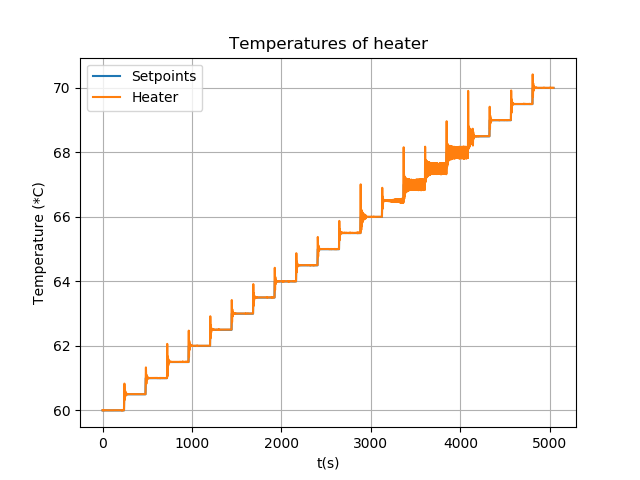 Temperatures of heater
Setpoints
Heater
Temperature (*C)
70
68
66
64
62
60
0 1000 2000 3000 4000 5000
t(s)